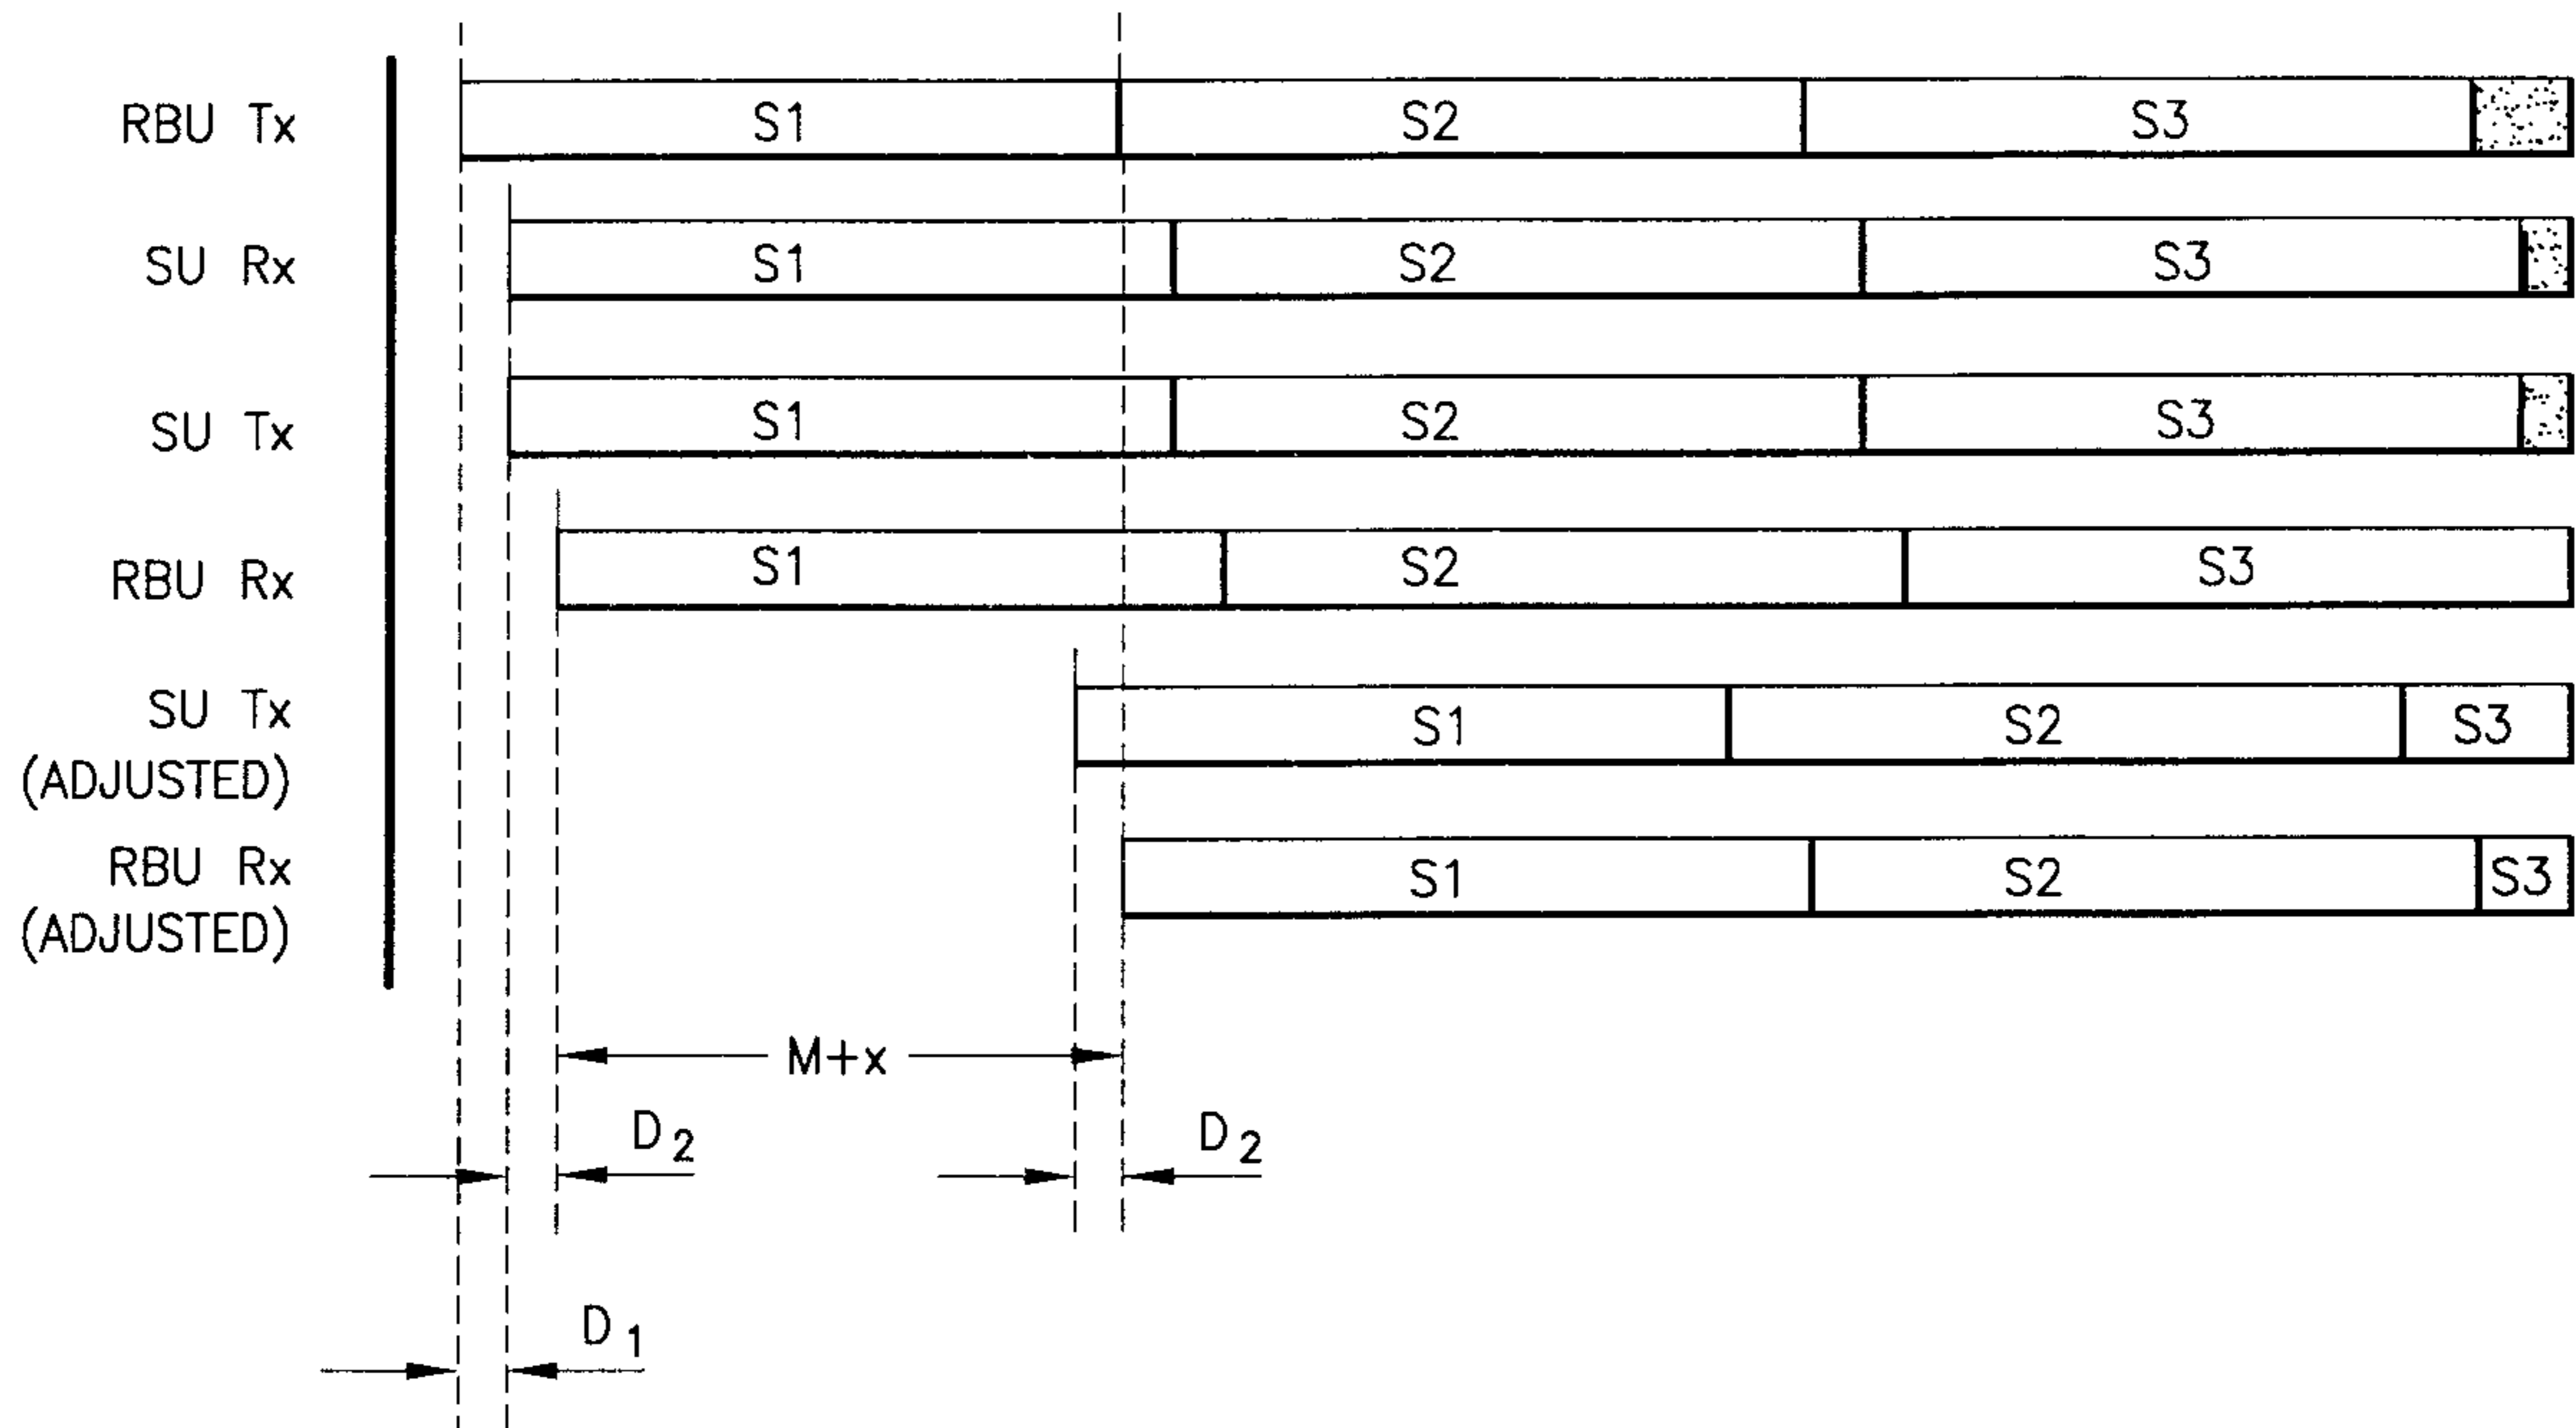 RBU Tx S1 S2 S3
SU Rx S1 S2 S3
SU Tx S1 S2 S3
RBU Rx S1 S2 S3
SU Tx (ADJUSTED) S1 S2 S3
RBU Rx (ADJUSTED) S1 S2 S3
M+x
D2 D2
D1